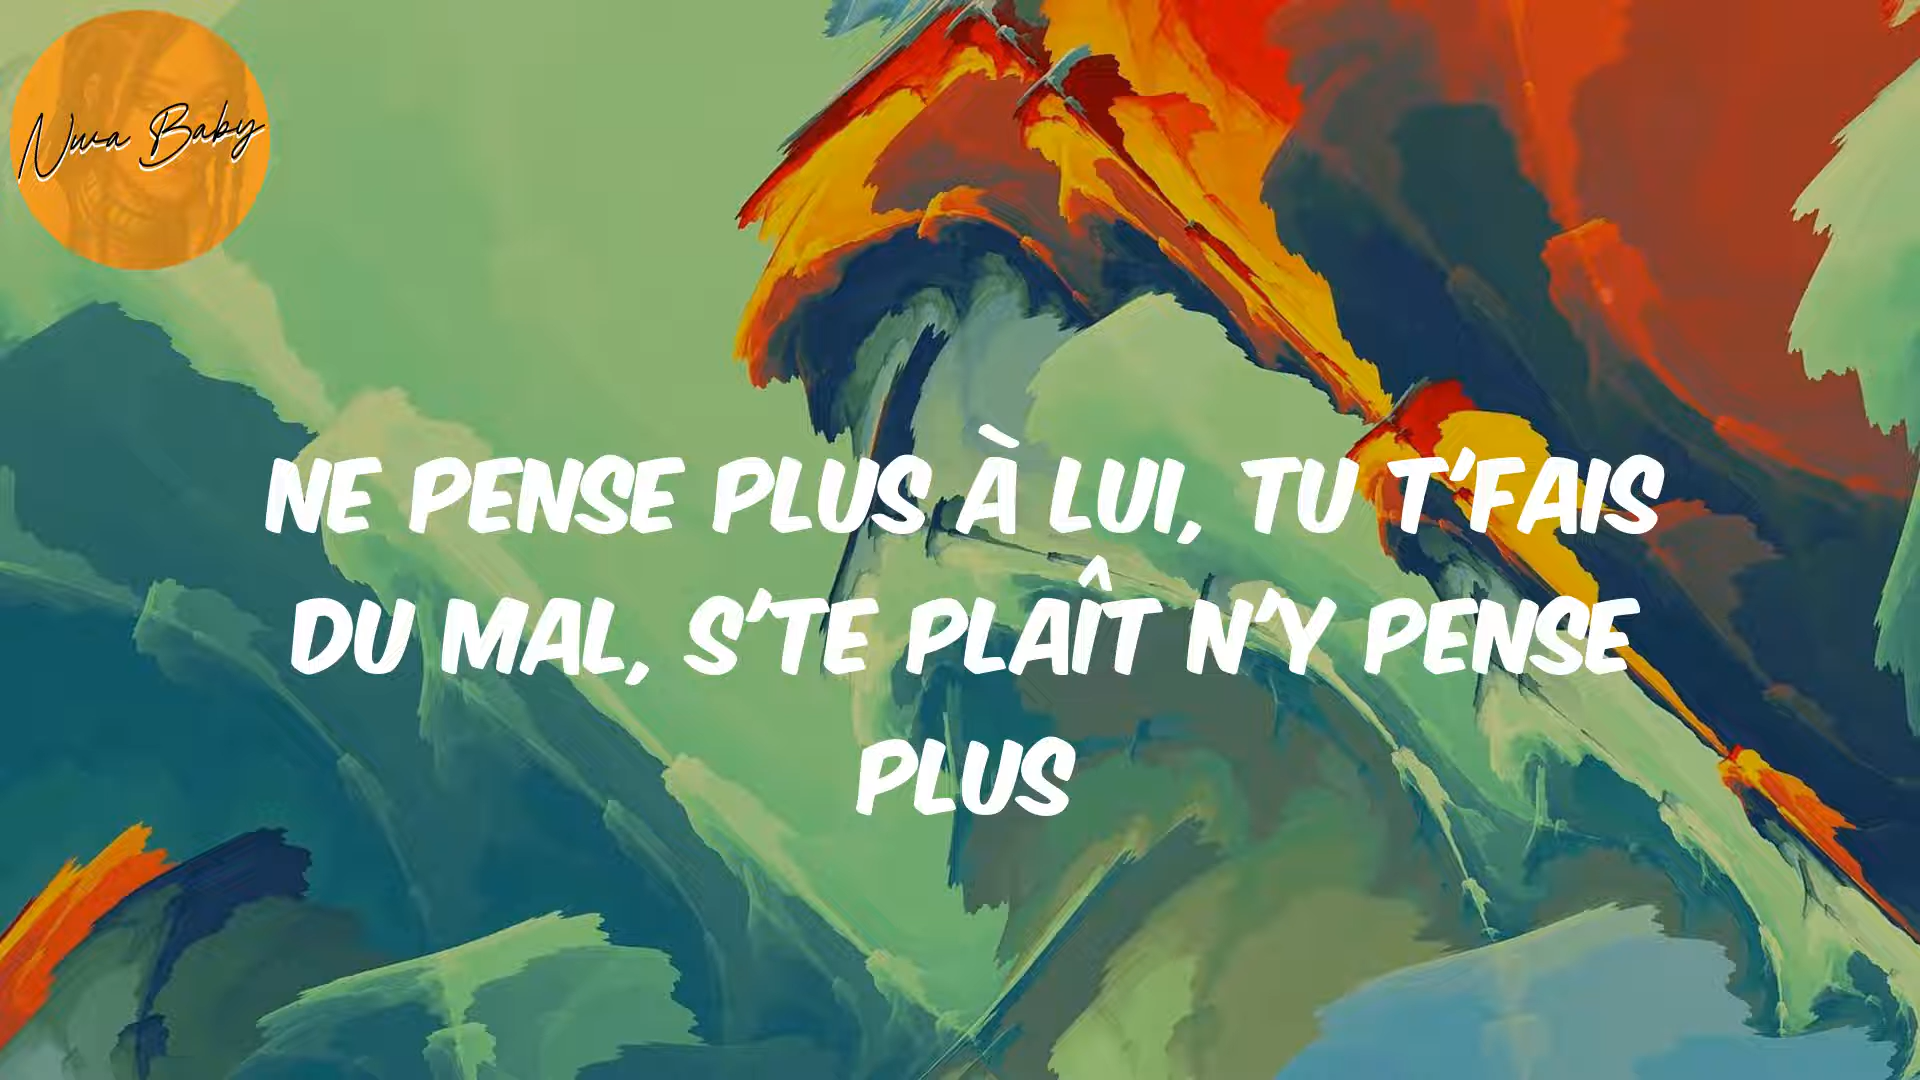 Nwa Baby
NE PENSE PLUS À LUI, TU T'FAIS
DU MAL, S'TE PLAÎT N'Y PENSE
PLUS